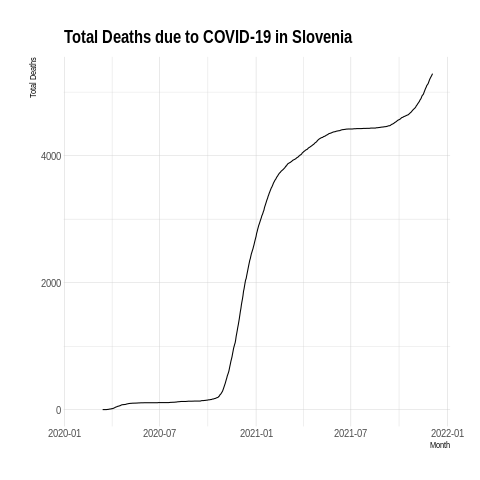 Total Deaths due to COVID-19 in Slovenia
Total Deaths
4000
2000
0
2020-01 2020-07 2021-01 2021-07 2022-01
Month